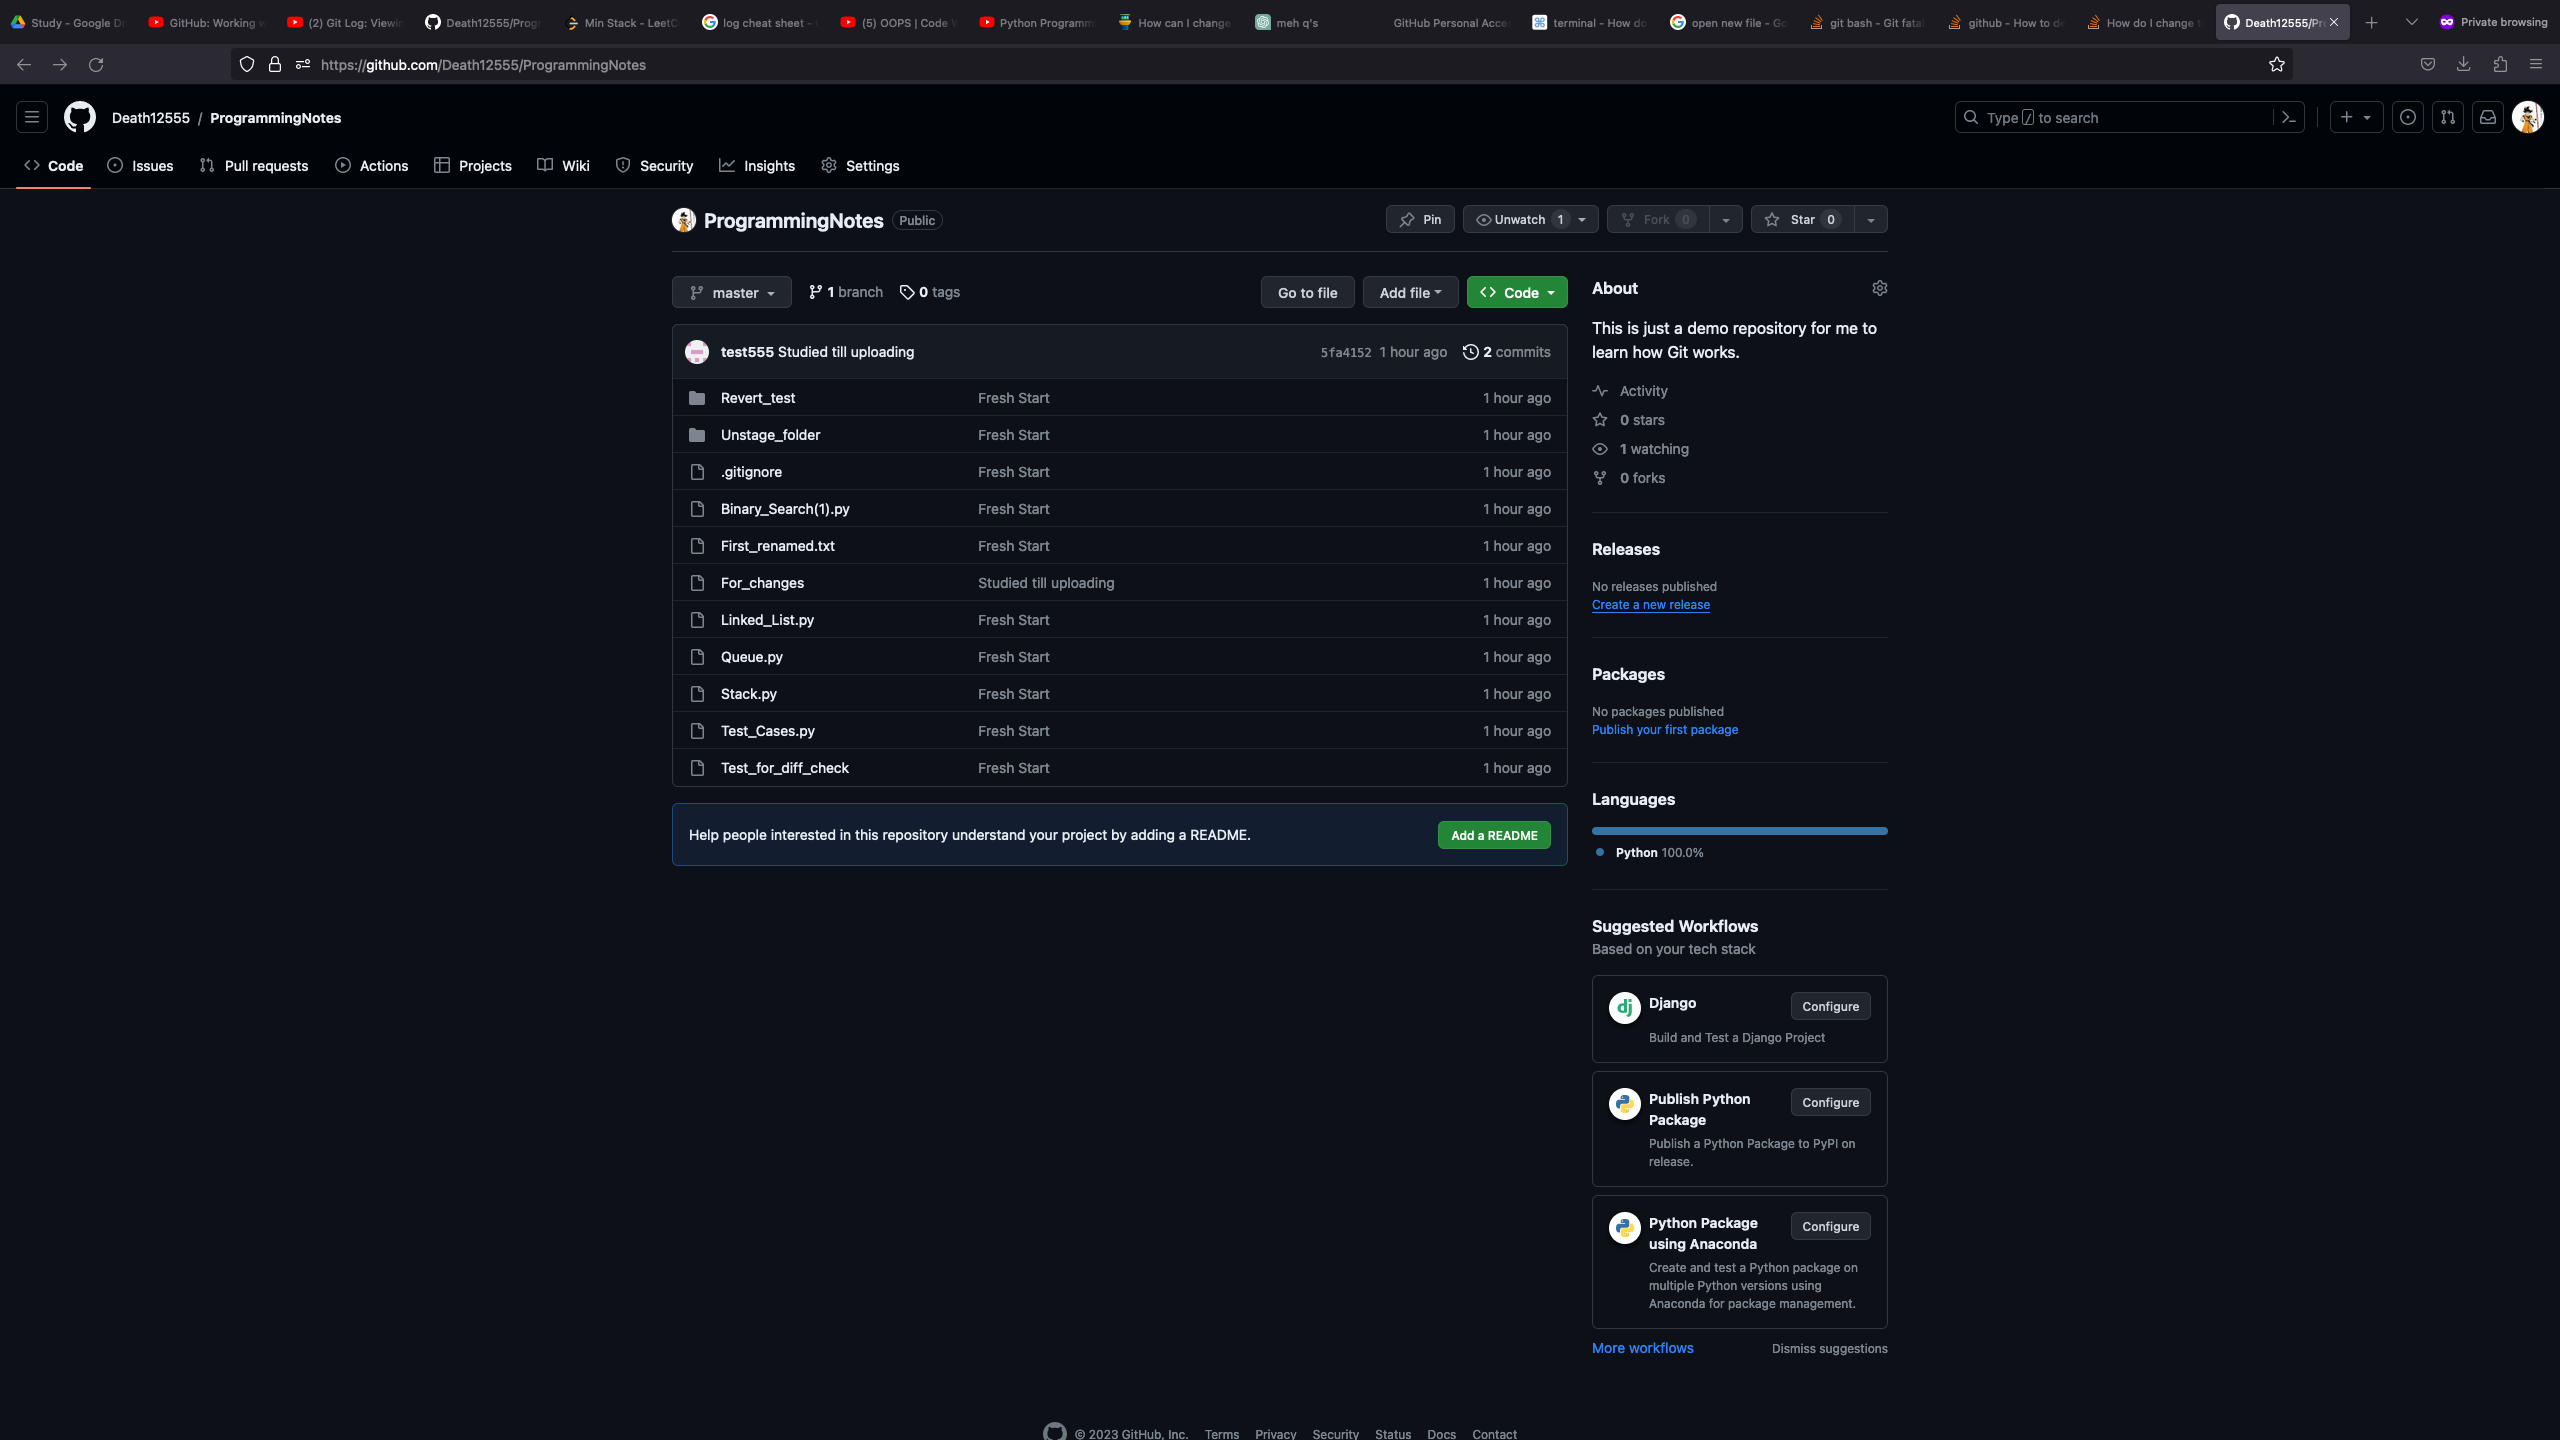 Study - Google D
GitHub: Working
(2) Git Log: Viewi
Death12555/Prog
Min Stack - LeetC
log cheat sheet -
(5) OOPS | Code
Python Programm
How can I change
meh q's
GitHub Personal Acce
terminal - How do
open new file - Go
git bash - Git fatal
github - How to de
How do I change
Death12555/Pr
Private browsing
https://github.com/Death12555/ProgrammingNotes
Death12555 / ProgrammingNotes
Type / to search
Code
Issues
Pull requests
Actions
Projects
Wiki
Security
Insights
Settings
ProgrammingNotes Public
Pin
Unwatch 1
Fork 0
Star 0
master
1 branch
0 tags
Go to file
Add file
Code
test555 Studied till uploading 5fa4152 1 hour ago 2 commits
Revert_test Fresh Start 1 hour ago
Unstage_folder Fresh Start 1 hour ago
.gitignore Fresh Start 1 hour ago
Binary_Search(1).py Fresh Start 1 hour ago
First_renamed.txt Fresh Start 1 hour ago
For_changes Studied till uploading 1 hour ago
Linked_List.py Fresh Start 1 hour ago
Queue.py Fresh Start 1 hour ago
Stack.py Fresh Start 1 hour ago
Test_Cases.py Fresh Start 1 hour ago
Test_for_diff_check Fresh Start 1 hour ago
Help people interested in this repository understand your project by adding a README.
Add a README
About
This is just a demo repository for me to
learn how Git works.
Activity
0 stars
1 watching
0 forks
Releases
No releases published
Create a new release
Packages
No packages published
Publish your first package
Languages
Python 100.0%
Suggested Workflows
Based on your tech stack
dj
Django
Configure
Build and Test a Django Project
Publish Python
Package
Configure
Publish a Python Package to PyPI on
release.
Python Package
using Anaconda
Configure
Create and test a Python package on
multiple Python versions using
Anaconda for package management.
More workflows
Dismiss suggestions
© 2023 GitHub, Inc. Terms Privacy Security Status Docs Contact